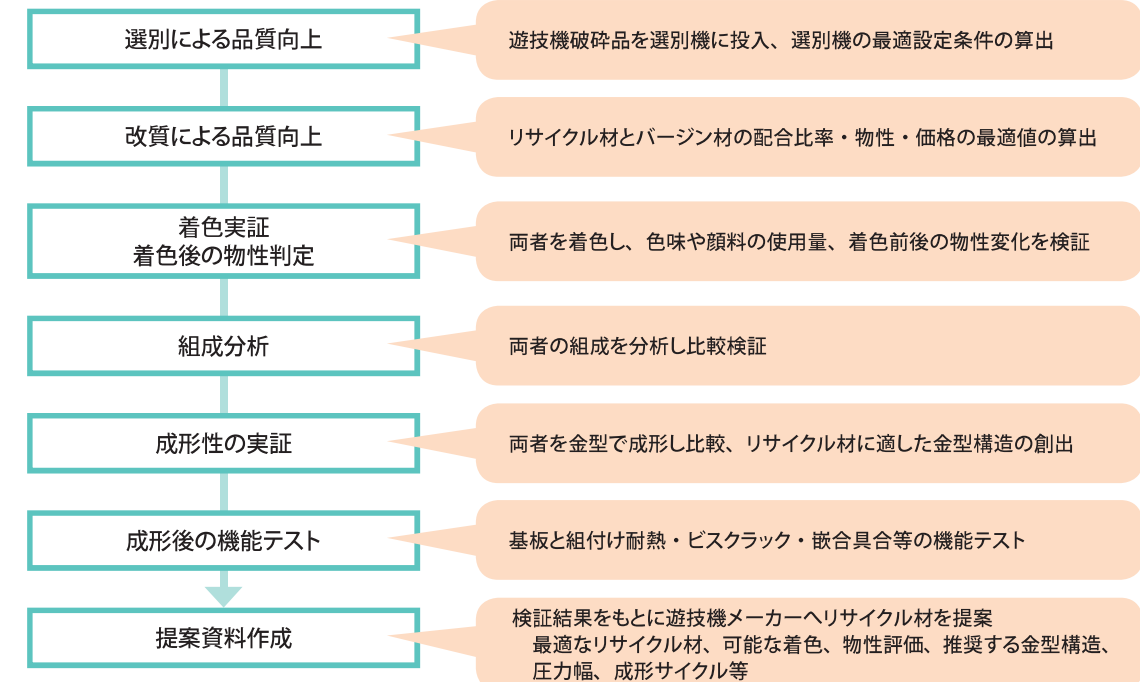 選別による品質向上
遊技機破砕品を選別機に投入、選別機の最適設定条件の算出
改質による品質向上
リサイクル材とバージン材の配合比率・物性・価格の最適値の算出
着色実証
着色後の物性判定
両者を着色し、色味や顔料の使用量、着色前後の物性変化を検証
組成分析
両者の組成を分析し比較検証
成形性の実証
両者を金型で成形し比較、リサイクル材に適した金型構造の創出
成形後の機能テスト
基板と組付け耐熱・ビスクラック・嵌合具合等の機能テスト
提案資料作成
検証結果をもとに遊技機メーカーへリサイクル材を提案
最適なリサイクル材、可能な着色、物性評価、推奨する金型構造、
圧力幅、成形サイクル等